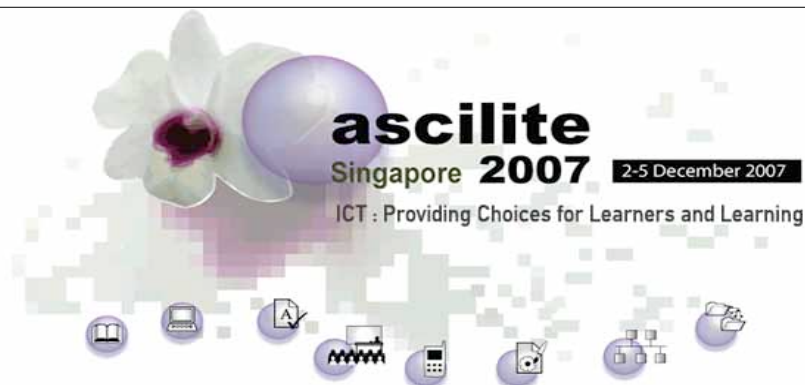 ascilite
Singapore 2007 2-5 December 2007
ICT : Providing Choices for Learners and Learning
A